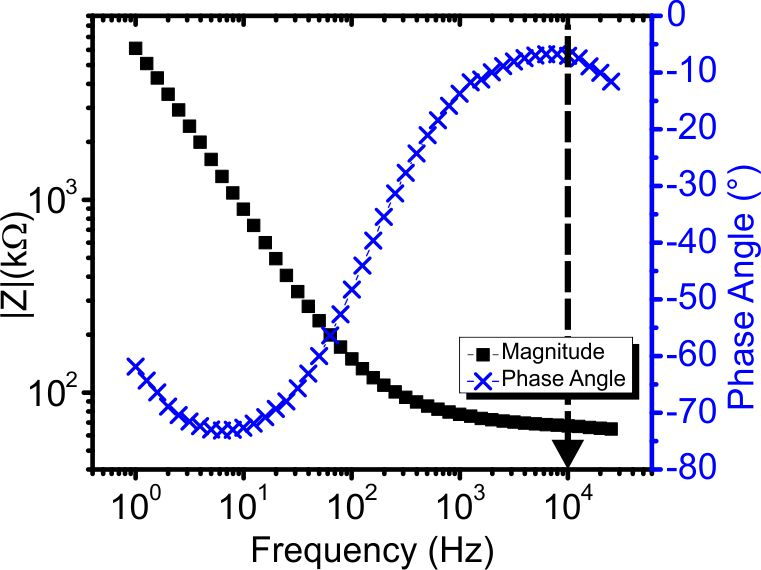 |Z|(kΩ)
10³
10²
0
-10
-20
-30
-40
-50
-60
-70
-80
Phase Angle (°)
Magnitude
Phase Angle
10⁰ 10¹ 10² 10³ 10⁴
Frequency (Hz)